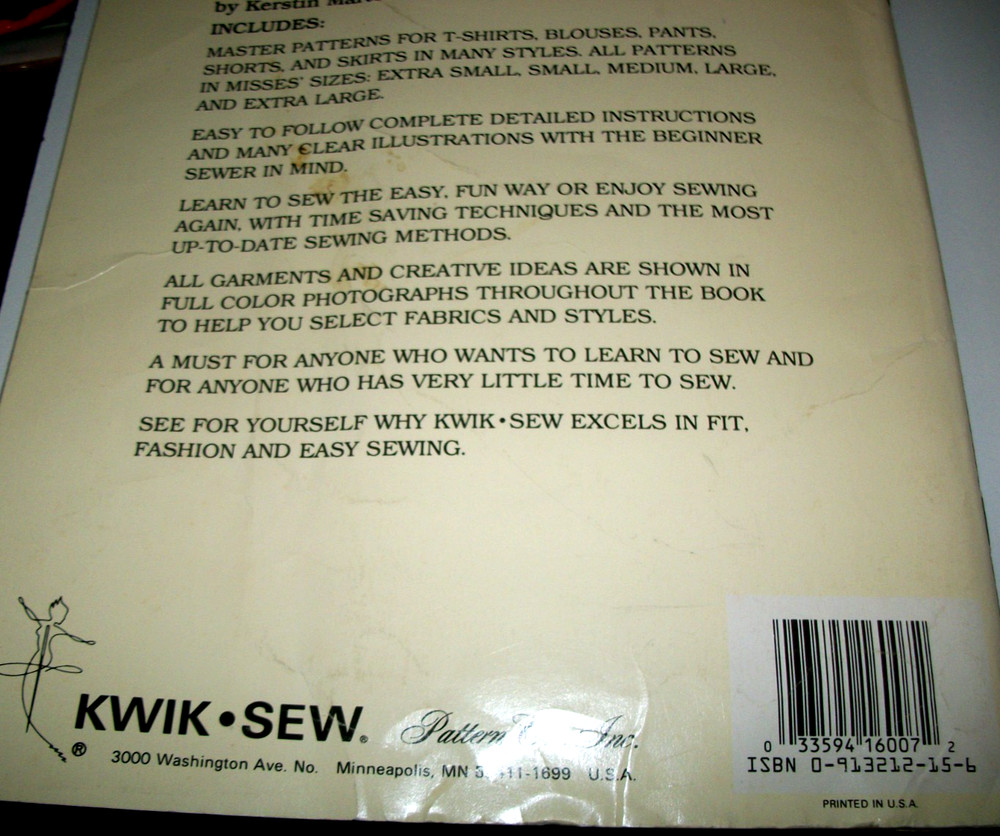 by Kerstin
INCLUDES:
MASTER PATTERNS FOR T-SHIRTS, BLOUSES, PANTS,
SHORTS, AND SKIRTS IN MANY STYLES. ALL PATTERNS
IN MISSES' SIZES: EXTRA SMALL, SMALL, MEDIUM, LARGE,
AND EXTRA LARGE.
EASY TO FOLLOW COMPLETE DETAILED INSTRUCTIONS
AND MANY CLEAR ILLUSTRATIONS WITH THE BEGINNER
SEWER IN MIND.
LEARN TO SEW THE EASY, FUN WAY OR ENJOY SEWING
AGAIN, WITH TIME SAVING TECHNIQUES AND THE MOST
UP-TO-DATE SEWING METHODS.
ALL GARMENTS AND CREATIVE IDEAS ARE SHOWN IN
FULL COLOR PHOTOGRAPHS THROUGHOUT THE BOOK
TO HELP YOU SELECT FABRICS AND STYLES.
A MUST FOR ANYONE WHO WANTS TO LEARN TO SEW AND
FOR ANYONE WHO HAS VERY LITTLE TIME TO SEW.
SEE FOR YOURSELF WHY KWIK•SEW EXCELS IN FIT,
FASHION AND EASY SEWING.
® KWIK•SEW® Pattern Inc.
3000 Washington Ave. No. Minneapolis, MN U.S.A.
0 33594 16007 2
ISBN 0-913212-15-6
PRINTED IN U.S.A.